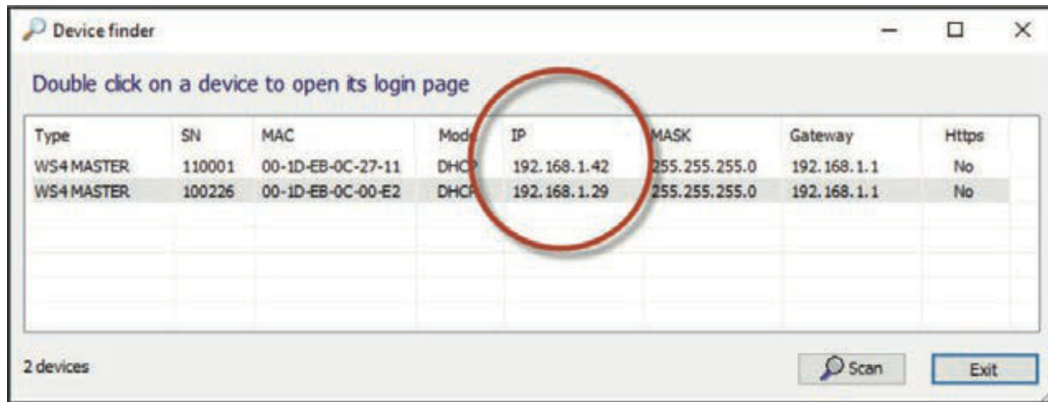 Device finder
Double click on a device to open its login page
Type SN MAC Mode IP MASK Gateway Https
WS4 MASTER 110001 00-1D-EB-0C-27-11 DHCP 192.168.1.42 255.255.255.0 192.168.1.1 No
WS4 MASTER 100226 00-1D-EB-0C-00-E2 DHCP 192.168.1.29 255.255.255.0 192.168.1.1 No
2 devices Scan Exit